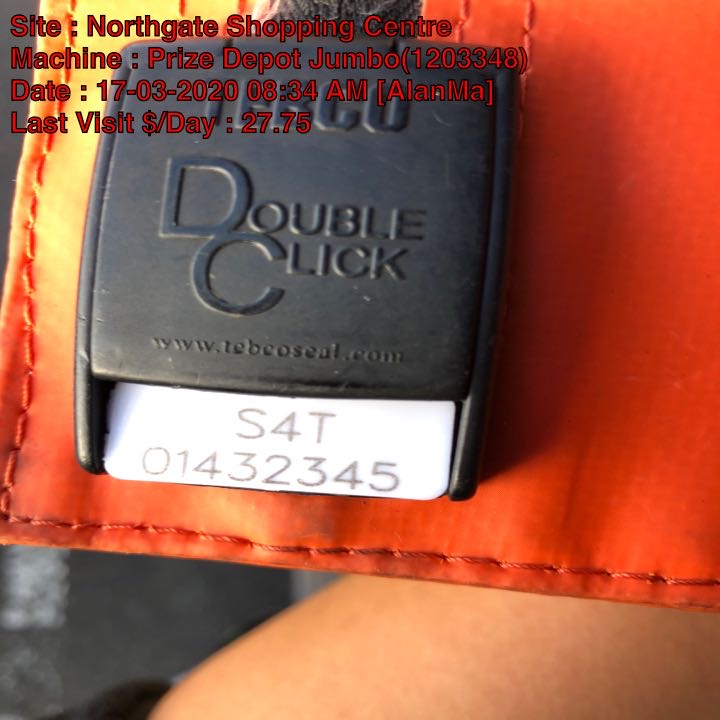 Site : Northgate Shopping Centre
Machine : Prize Depot Jumbo(1203348)
Date : 17-03-2020 08:34 AM [AlanMa]
Last Visit $/Day : 27.75
DOUBLE
CLICK
www.tebcoseal.com
S4T
01432345